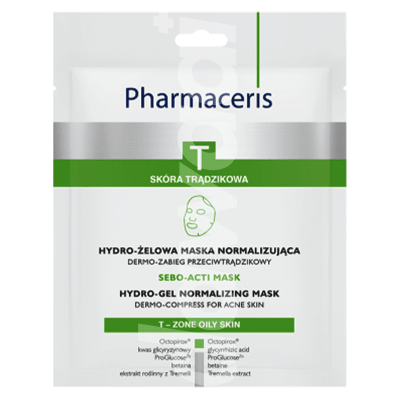 Pharmaceris
T
SKÓRA TRĄDZIKOWA
HYDRO-ŻELOWA MASKA NORMALIZUJĄCA
DERMO-ZABIEG PRZECIWTRĄDZIKOWY
SEBO-ACTI MASK
HYDRO-GEL NORMALIZING MASK
DERMO-COMPRESS FOR ACNE SKIN
T – ZONE OILY SKIN
Octopirox® Octopirox®
kwas glicyryzynowy glycyrrhizic acid
ProGlucose® ProGlucose®
betaina betaine
ekstrakt roślinny z Tremelli Tremella extract